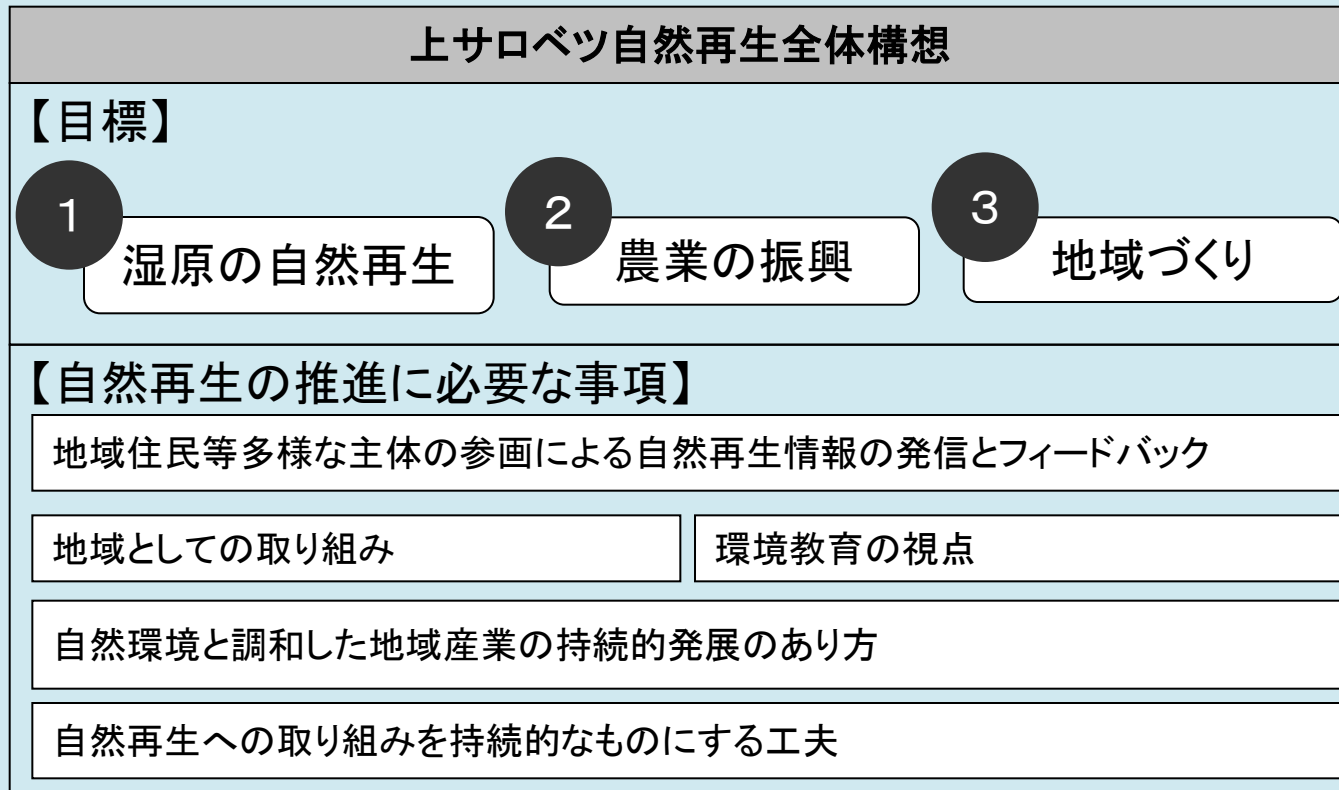 上サロベツ自然再生全体構想
【目標】
1
湿原の自然再生
2
農業の振興
3
地域づくり
【自然再生の推進に必要な事項】
地域住民等多様な主体の参画による自然再生情報の発信とフィードバック
地域としての取り組み
環境教育の視点
自然環境と調和した地域産業の持続的発展のあり方
自然再生への取り組みを持続的なものにする工夫